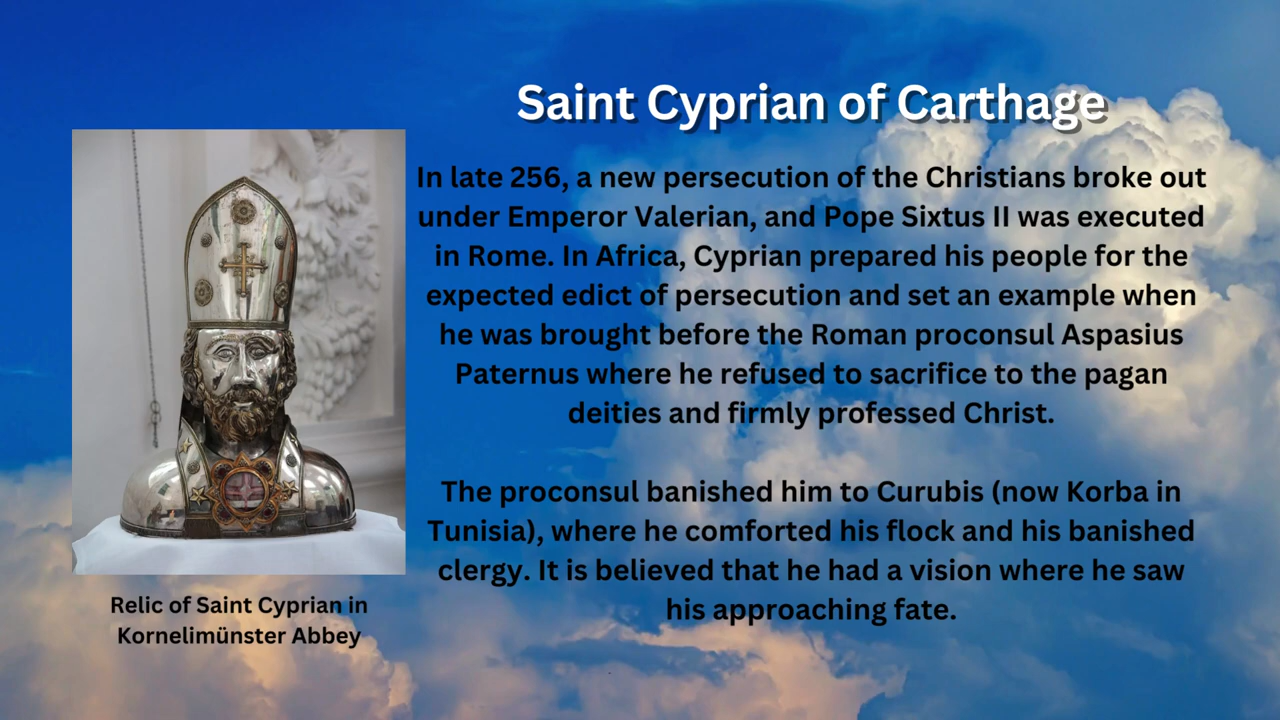 Saint Cyprian of Carthage
In late 256, a new persecution of the Christians broke out
under Emperor Valerian, and Pope Sixtus II was executed
in Rome. In Africa, Cyprian prepared his people for the
expected edict of persecution and set an example when
he was brought before the Roman proconsul Aspasius
Paternus where he refused to sacrifice to the pagan
deities and firmly professed Christ.
The proconsul banished him to Curubis (now Korba in
Tunisia), where he comforted his flock and his banished
clergy. It is believed that he had a vision where he saw
his approaching fate.
Relic of Saint Cyprian in
Kornelimünster Abbey